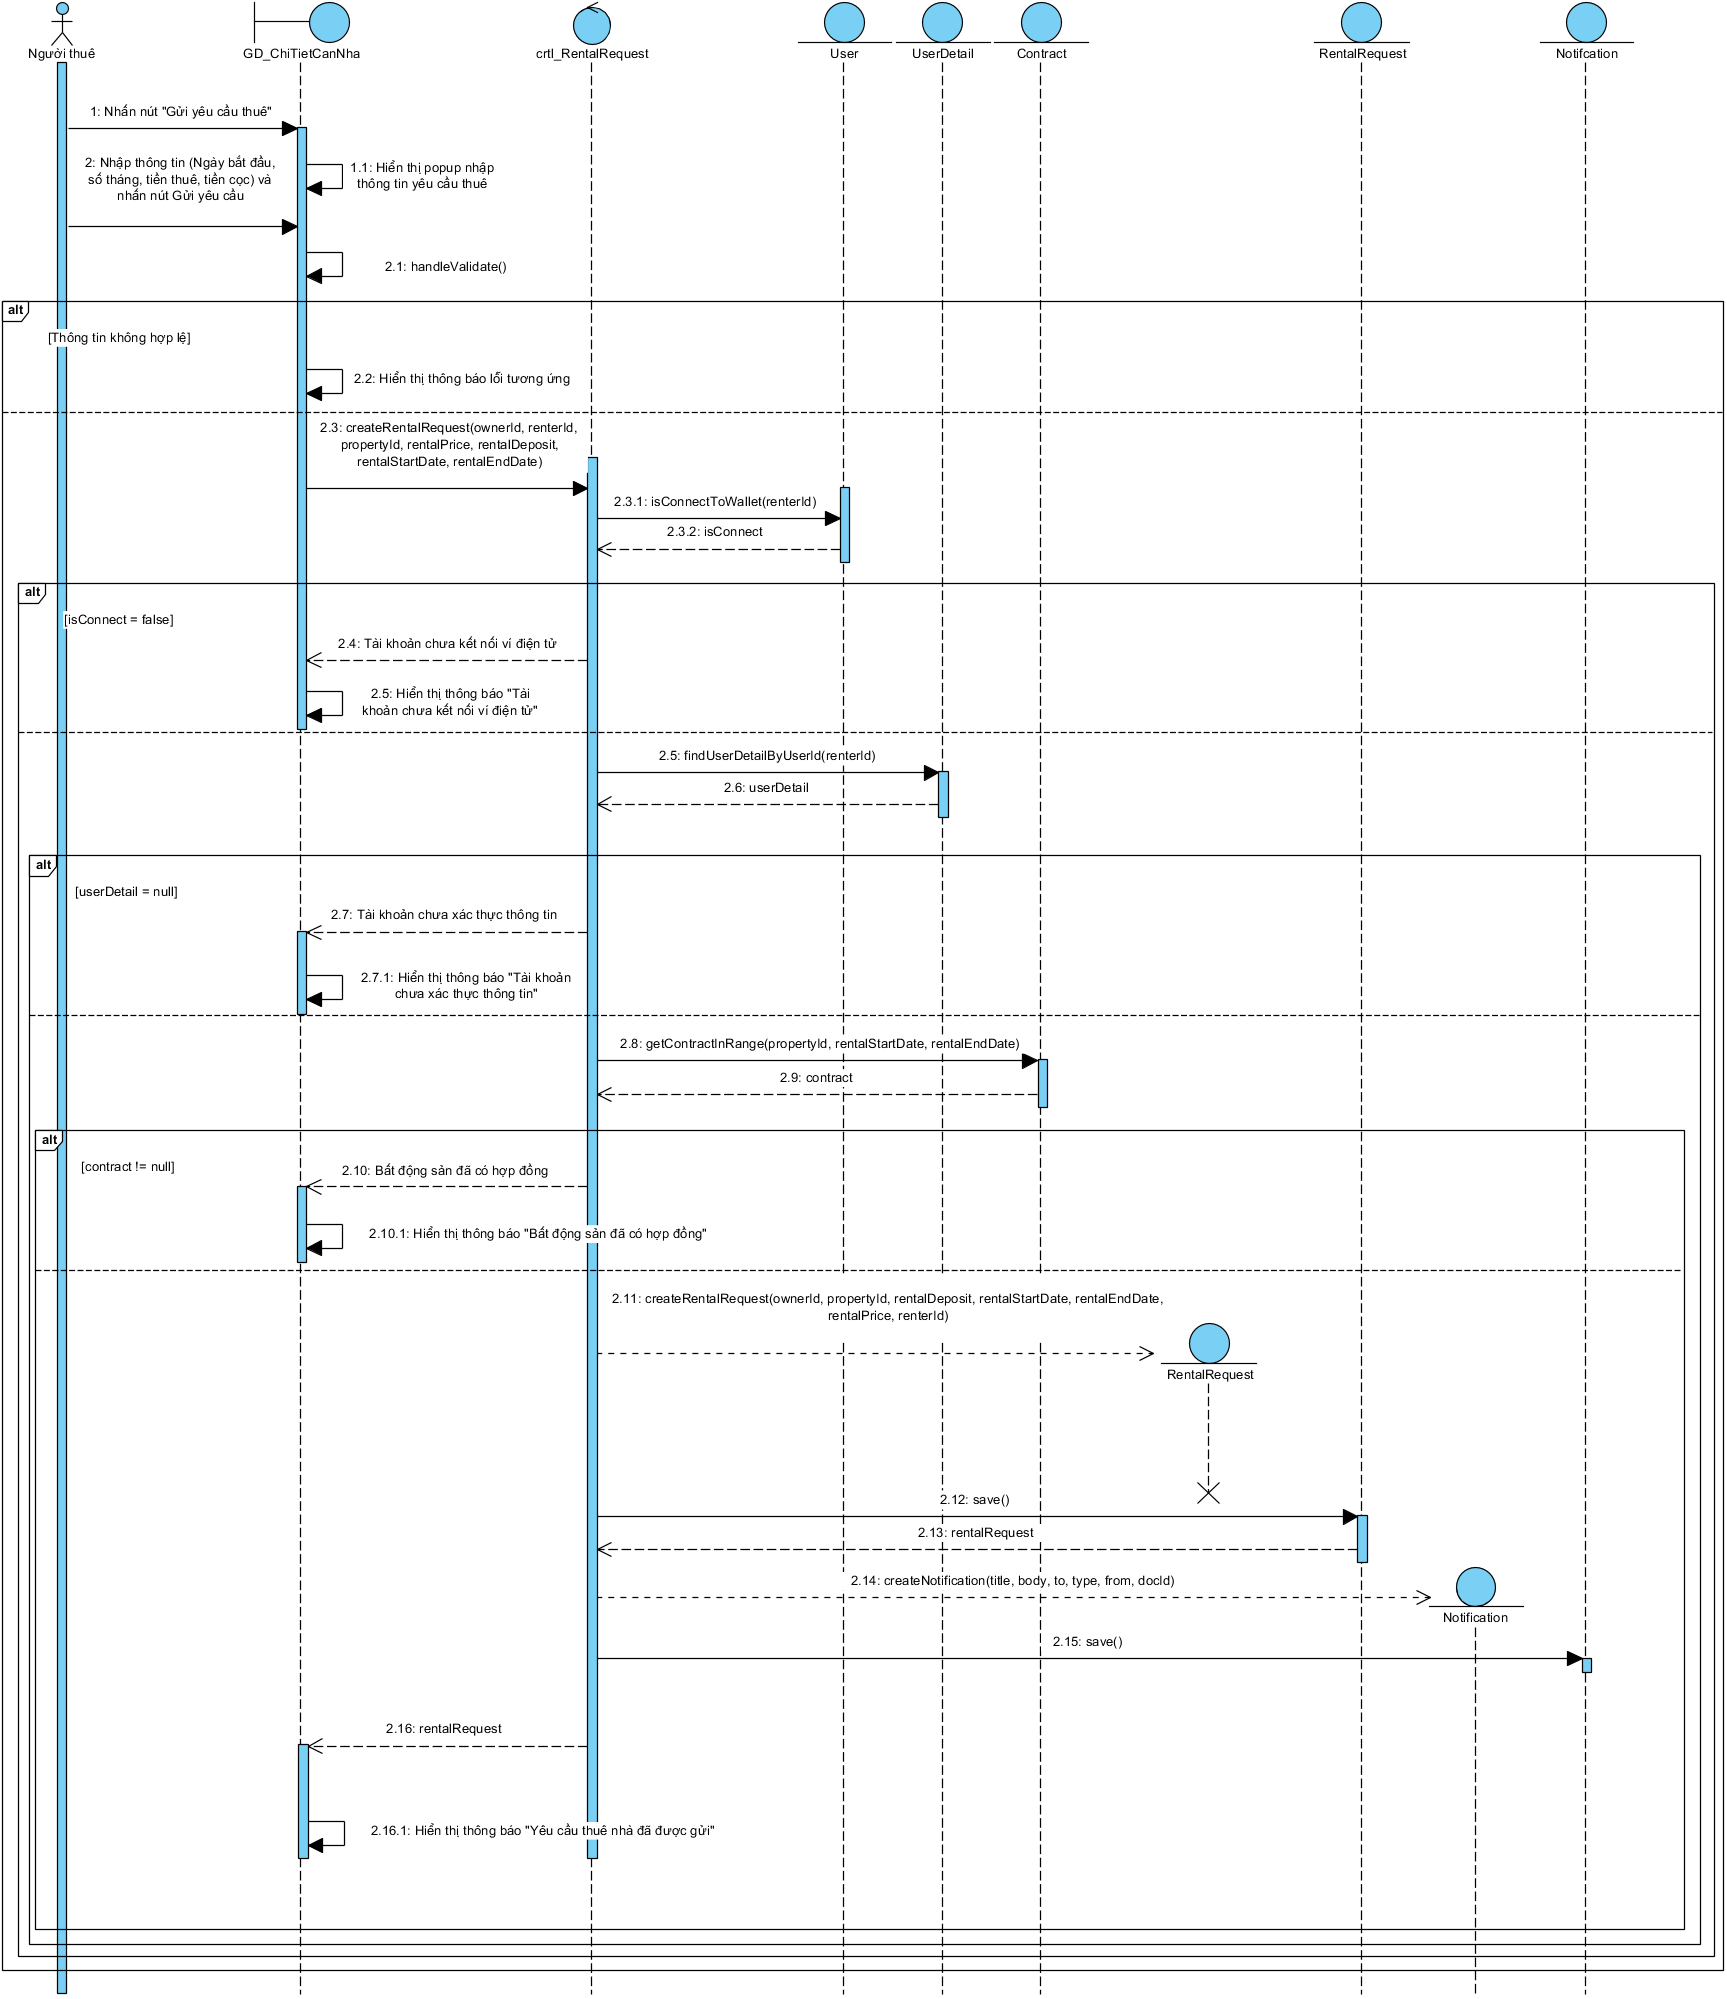 Người thuê
GD_ChiTietCanNha
crtl_RentalRequest
User
UserDetail
Contract
RentalRequest
Notifcation
1: Nhấn nút "Gửi yêu cầu thuê"
1.1: Hiển thị popup nhập
thông tin yêu cầu thuê
2: Nhập thông tin (Ngày bắt đầu,
số tháng, tiền thuê, tiền cọc) và
nhấn nút Gửi yêu cầu
2.1: handleValidate()
alt
[Thông tin không hợp lệ]
2.2: Hiển thị thông báo lỗi tương ứng
2.3: createRentalRequest(ownerId, renterId,
propertyId, rentalPrice, rentalDeposit,
rentalStartDate, rentalEndDate)
2.3.1: isConnectToWallet(renterId)
2.3.2: isConnect
alt
[isConnect = false]
2.4: Tài khoản chưa kết nối ví điện tử
2.5: Hiển thị thông báo "Tài
khoản chưa kết nối ví điện tử"
2.5: findUserDetailByUserId(renterId)
2.6: userDetail
alt
[userDetail = null]
2.7: Tài khoản chưa xác thực thông tin
2.7.1: Hiển thị thông báo "Tài khoản
chưa xác thực thông tin"
2.8: getContractInRange(propertyId, rentalStartDate, rentalEndDate)
2.9: contract
alt
[contract != null]
2.10: Bất động sản đã có hợp đồng
2.10.1: Hiển thị thông báo "Bất động sản đã có hợp đồng"
2.11: createRentalRequest(ownerId, propertyId, rentalDeposit, rentalStartDate, rentalEndDate,
rentalPrice, renterId)
RentalRequest
2.12: save()
2.13: rentalRequest
2.14: createNotification(title, body, to, type, from, docId)
Notification
2.15: save()
2.16: rentalRequest
2.16.1: Hiển thị thông báo "Yêu cầu thuê nhà đã được gửi"